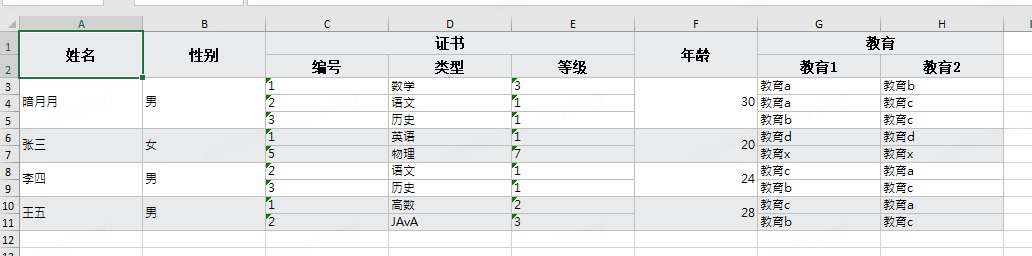 A B C D E F G H
1 姓名 性别 证书 年龄 教育
2 编号 类型 等级 教育1 教育2
3 暗月月 男 1 数学 3 30 教育a 教育b
4 2 语文 1 教育a 教育c
5 3 历史 1 教育b 教育c
6 张三 女 1 英语 1 20 教育d 教育d
7 5 物理 7 教育x 教育x
8 李四 男 2 语文 1 24 教育c 教育a
9 3 历史 1 教育b 教育c
10 王五 男 1 高数 2 28 教育c 教育a
11 2 JAvA 3 教育b 教育c
12